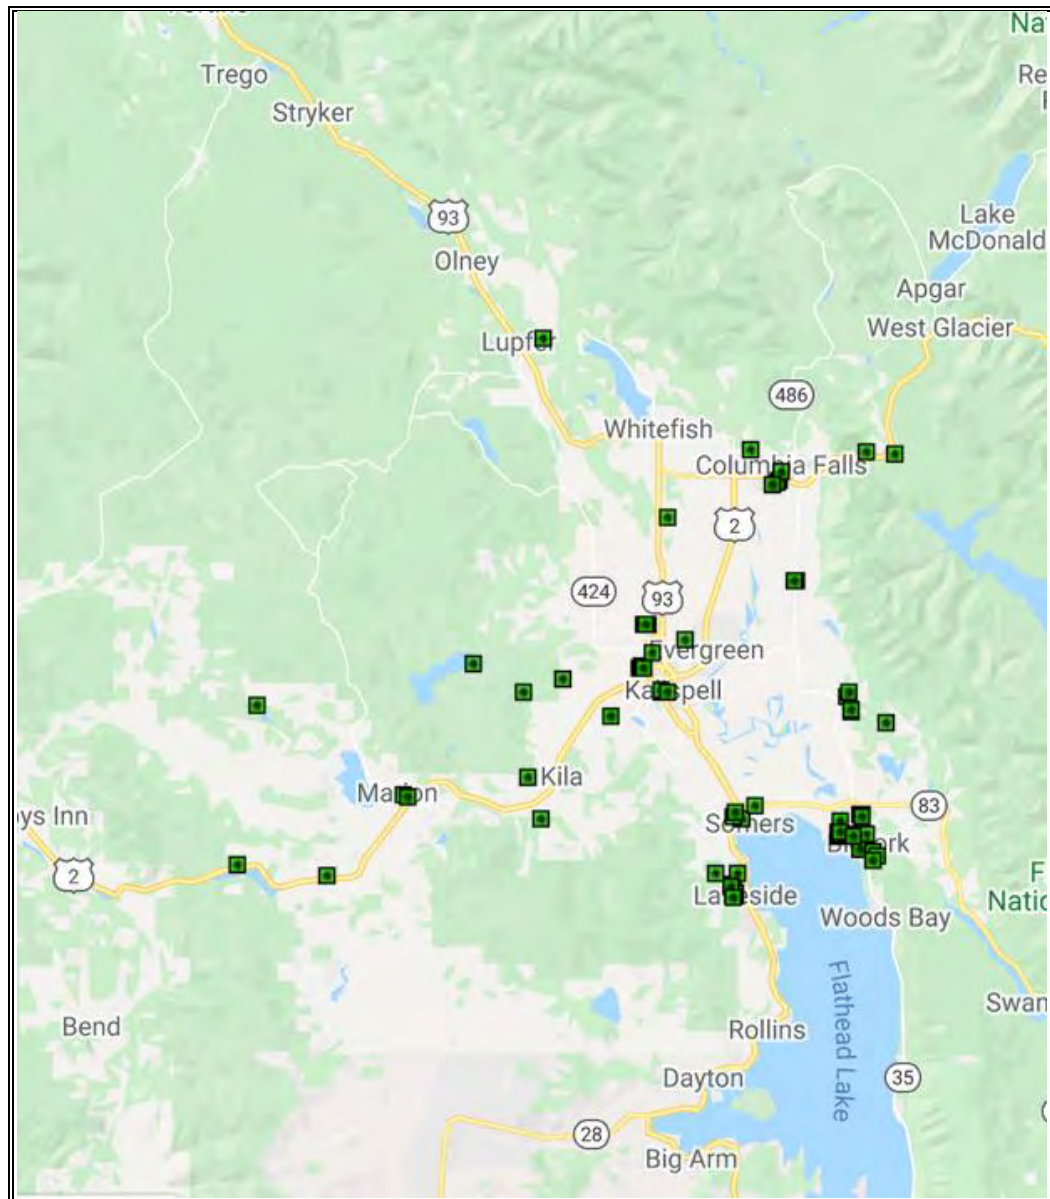 Trego
Stryker
93
Olney
Lake
McDonald
Apgar
West Glacier
486
Whitefish
Columbia Falls
2
424
93
Evergreen
Kila
83
Somers
2
Lakeside
Woods Bay
Flathead Lake
Bend
Rollins
Dayton
35
28
Big Arm